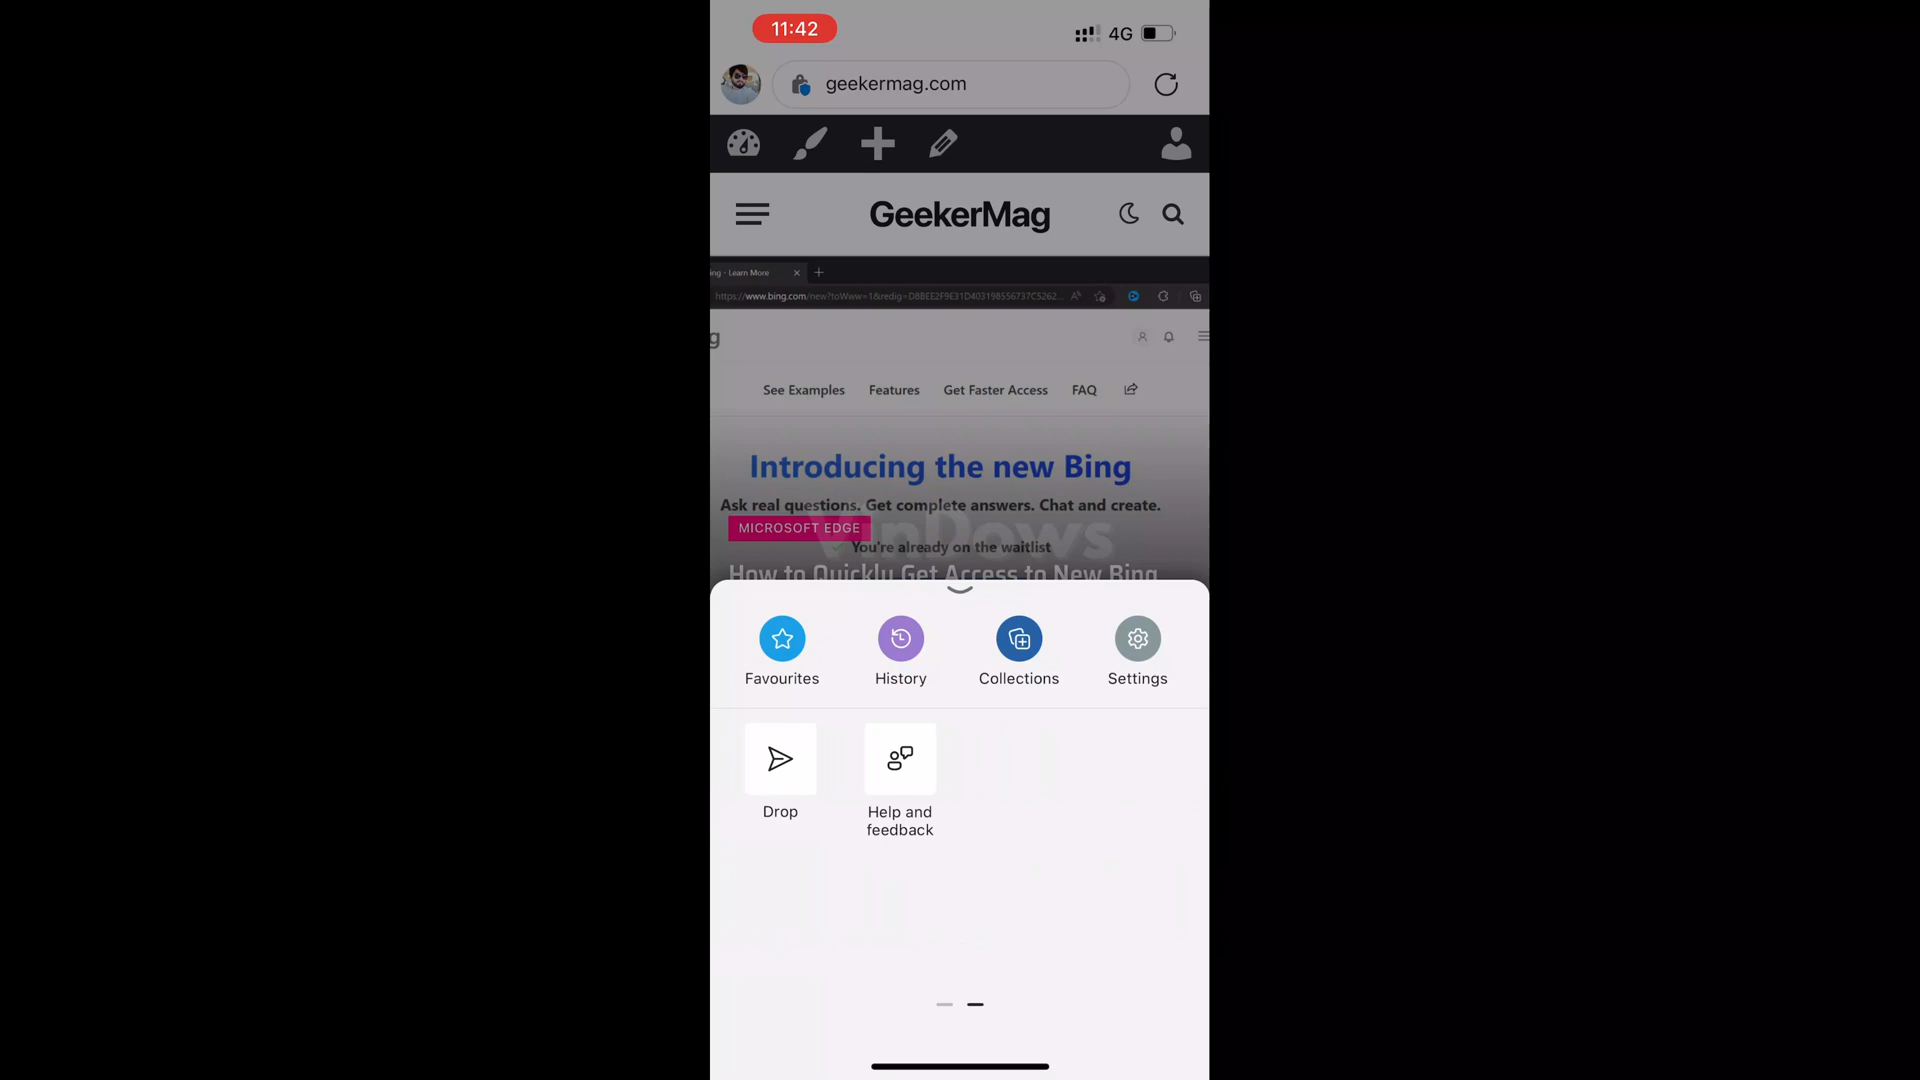 11:42
4G
geekermag.com
GeekerMag
ing - Learn More
https://www.bing.com/new?toWww=1&redig=D8BEE2F9E31D403198556737C5262...
g
See Examples Features Get Faster Access FAQ
Introducing the new Bing
Ask real questions. Get complete answers. Chat and create.
MICROSOFT EDGE
VinDows
You're already on the waitlist
How to Quickly Get Access to New Bing
Favourites History Collections Settings
Drop
Help and
feedback